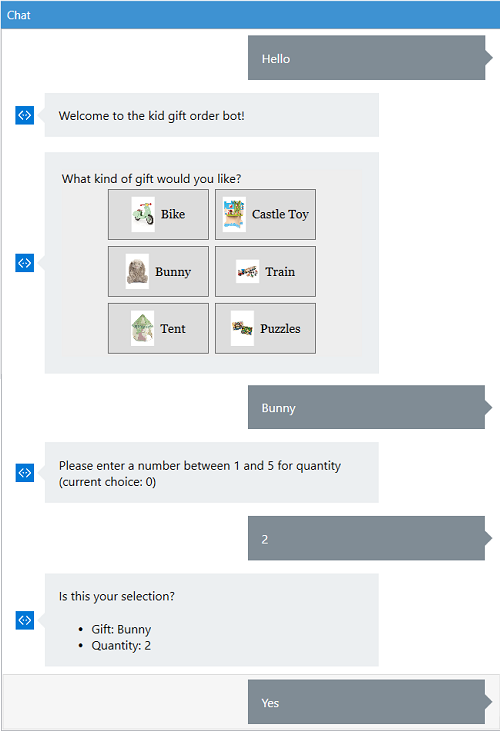 Chat
Hello
Welcome to the kid gift order bot!
What kind of gift would you like?
Bike
Castle Toy
Bunny
Train
Tent
Puzzles
Bunny
Please enter a number between 1 and 5 for quantity
(current choice: 0)
2
Is this your selection?
• Gift: Bunny
• Quantity: 2
Yes